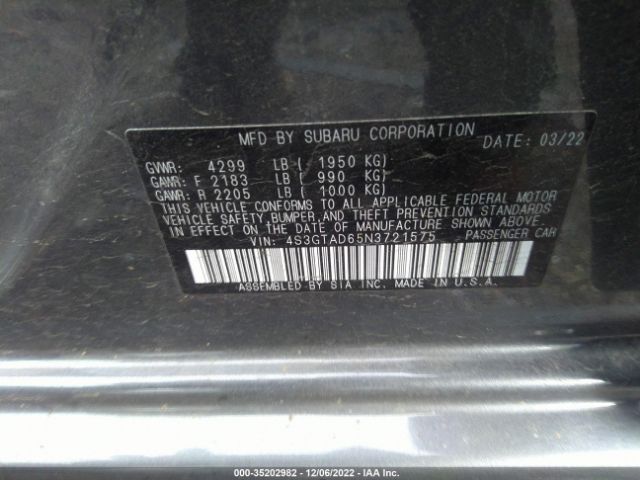 MFD BY SUBARU CORPORATION DATE: 03/22
GVWR: 4299 LB ( 1950 KG)
GAWR: F 2183 LB ( 990 KG)
GAWR: R 2205 LB ( 1000 KG)
THIS VEHICLE CONFORMS TO ALL APPLICABLE FEDERAL MOTOR
VEHICLE SAFETY, BUMPER, AND THEFT PREVENTION STANDARDS
IN EFFECT ON THE DATE OF MANUFACTURE SHOWN ABOVE.
VIN: 4S3GTAD65N3721575 PASSENGER CAR
ASSEMBLED BY SIA INC. MADE IN U.S.A.
000-35202982 - 12/06/2022 - IAA Inc.